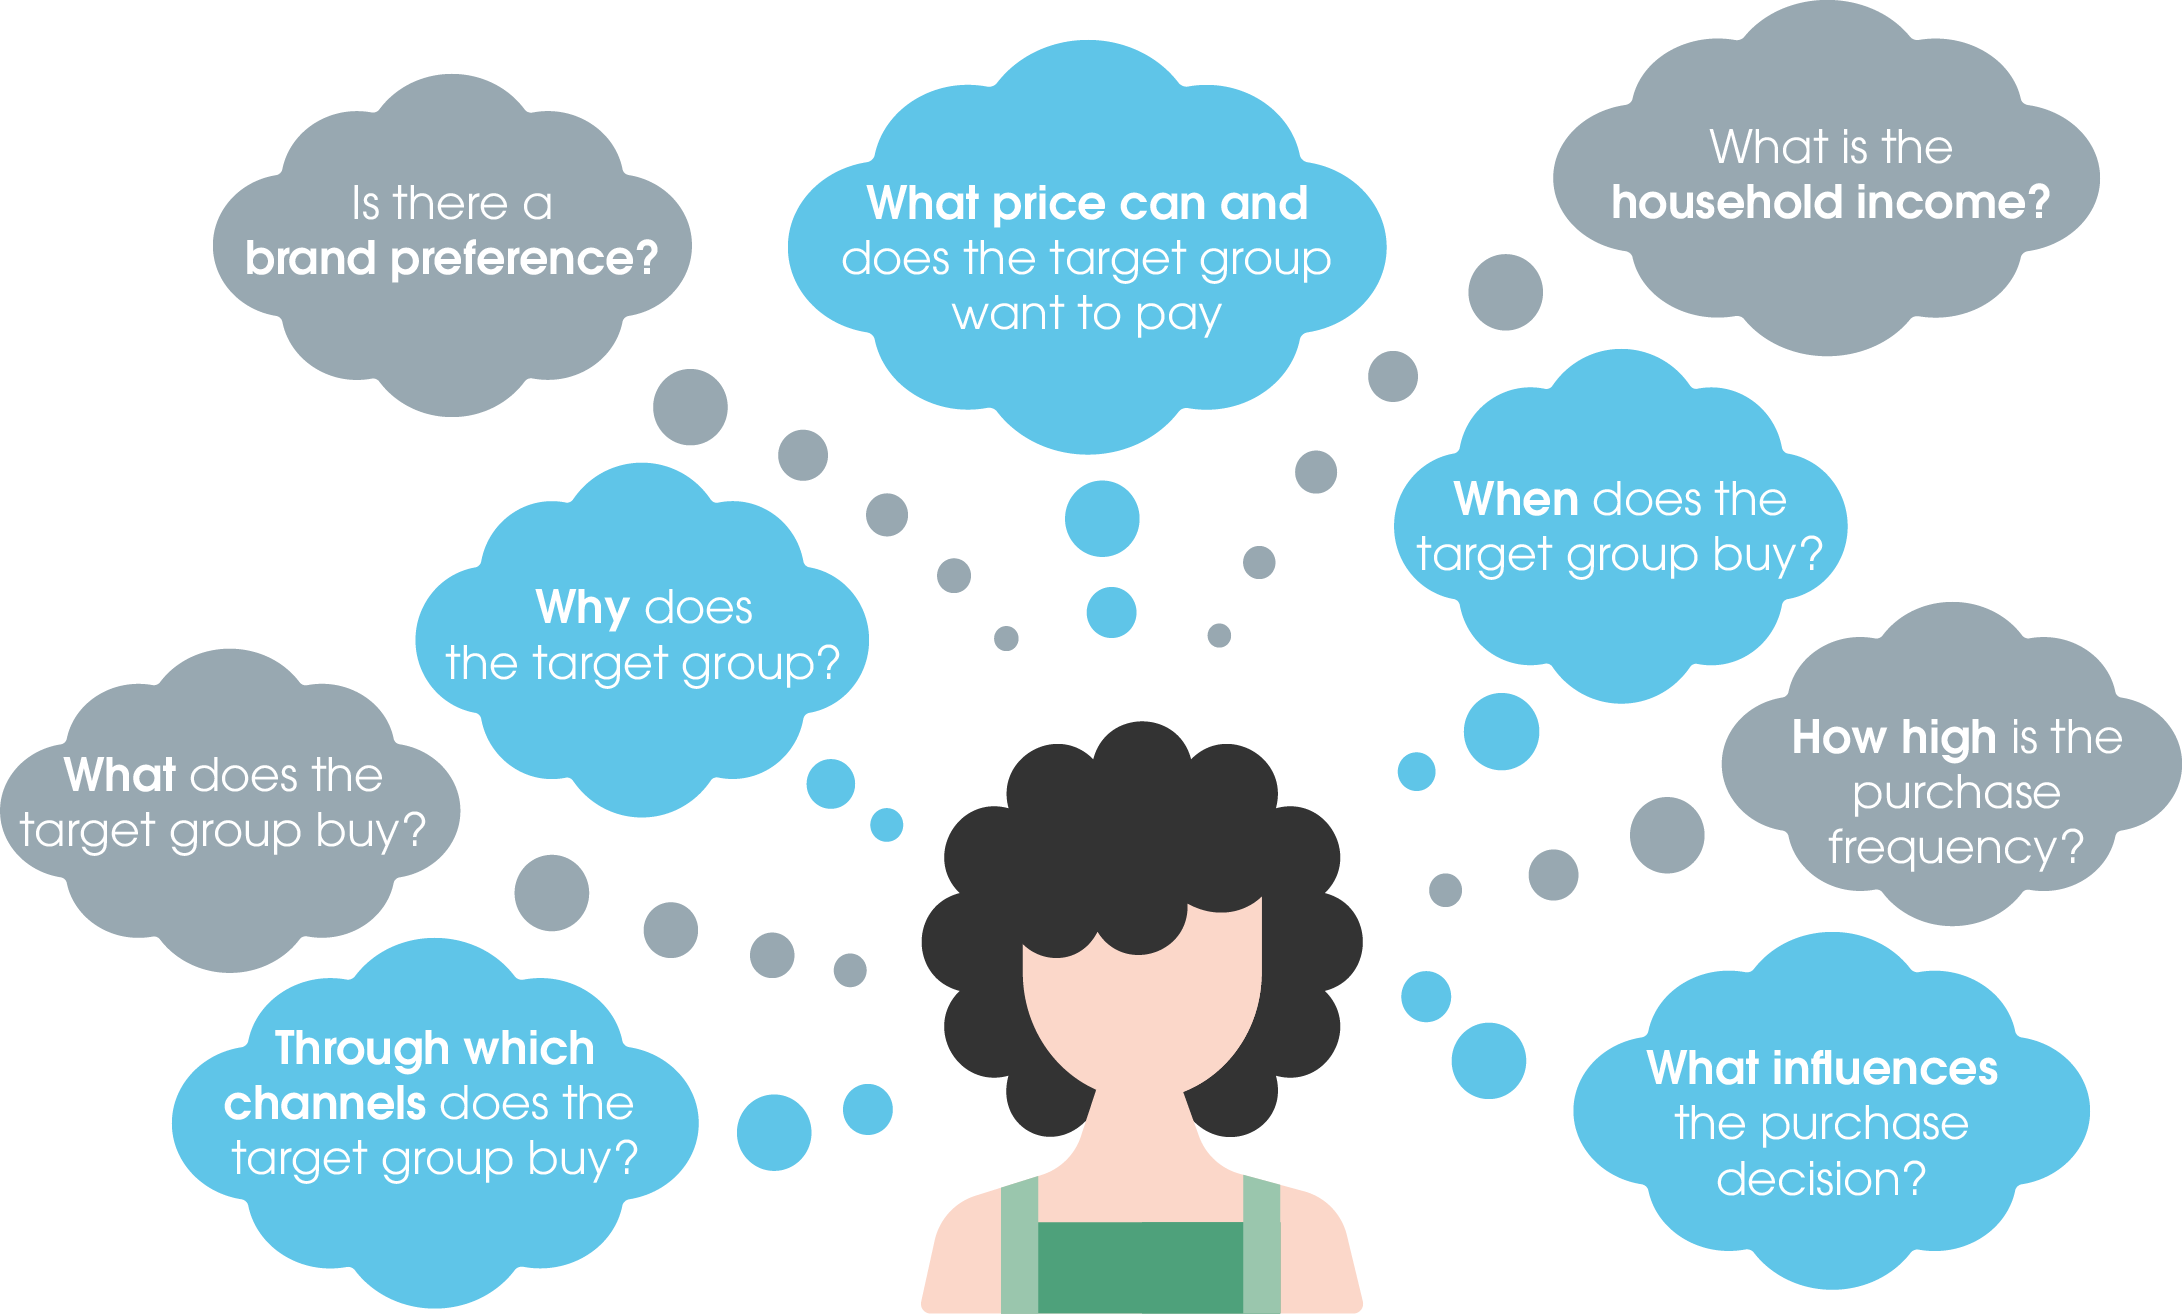 Is there a
brand preference?
What price can and
does the target group
want to pay
What is the
household income?
Why does
the target group?
When does the
target group buy?
What does the
target group buy?
How high is the
purchase
frequency?
Through which
channels does the
target group buy?
What influences
the purchase
decision?